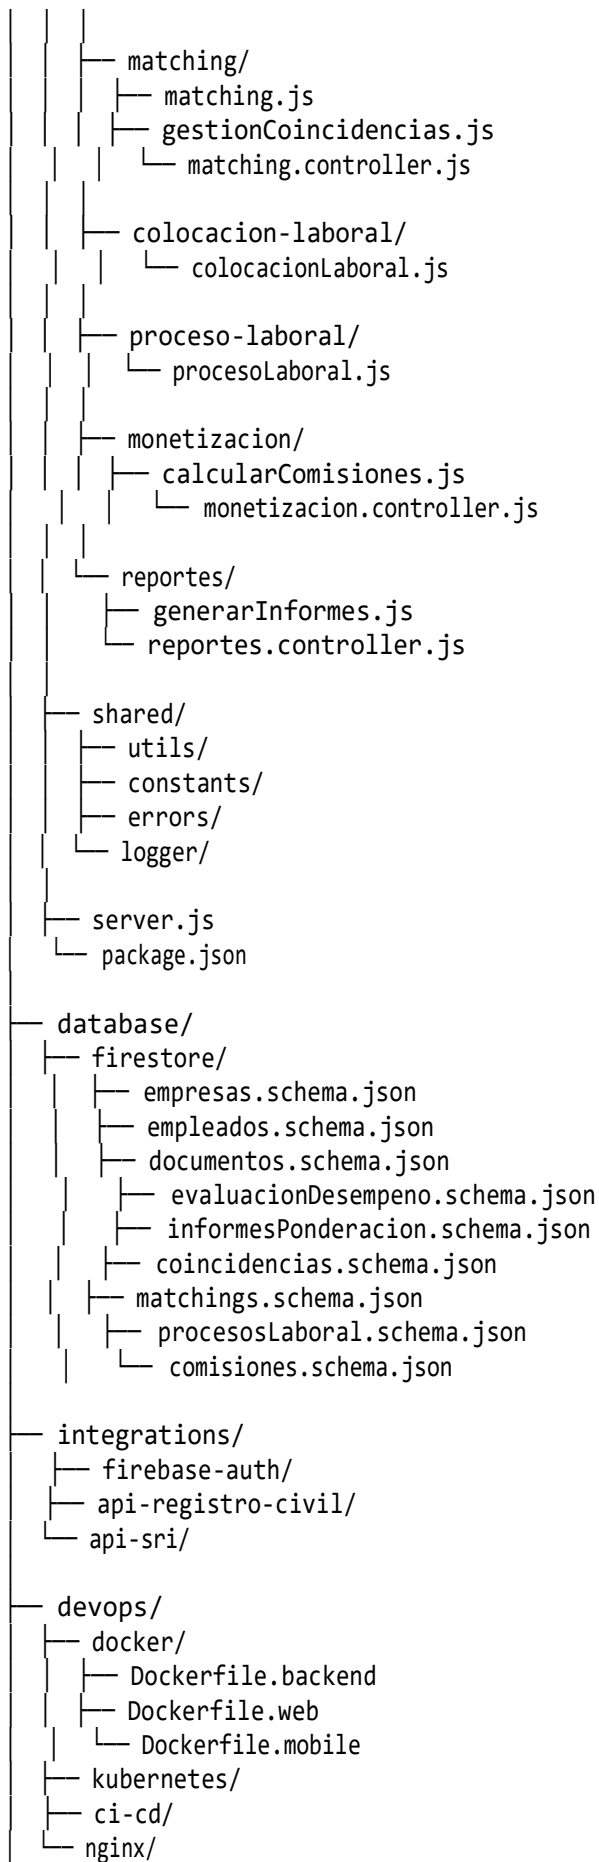 │   │   │
│   │   ├── matching/
│   │   │   ├── matching.js
│   │   │   ├── gestionCoincidencias.js
│   │   │   └── matching.controller.js
│   │   │
│   │   ├── colocacion-laboral/
│   │   │   └── colocacionLaboral.js
│   │   │
│   │   ├── proceso-laboral/
│   │   │   └── procesoLaboral.js
│   │   │
│   │   ├── monetizacion/
│   │   │   ├── calcularComisiones.js
│   │   │   └── monetizacion.controller.js
│   │   │
│   │   └── reportes/
│   │       ├── generarInformes.js
│   │       └── reportes.controller.js
│   │
│   ├── shared/
│   │   ├── utils/
│   │   ├── constants/
│   │   ├── errors/
│   │   └── logger/
│   │
│   ├── server.js
│   └── package.json
│
├── database/
│   ├── firestore/
│   │   ├── empresas.schema.json
│   │   ├── empleados.schema.json
│   │   ├── documentos.schema.json
│   │   ├── evaluacionDesempeno.schema.json
│   │   ├── informesPonderacion.schema.json
│   │   ├── coincidencias.schema.json
│   │   ├── matchings.schema.json
│   │   ├── procesosLaboral.schema.json
│   │   └── comisiones.schema.json
│
├── integrations/
│   ├── firebase-auth/
│   ├── api-registro-civil/
│   └── api-sri/
│
├── devops/
│   ├── docker/
│   │   ├── Dockerfile.backend
│   │   ├── Dockerfile.web
│   │   └── Dockerfile.mobile
│   ├── kubernetes/
│   ├── ci-cd/
│   └── nginx/